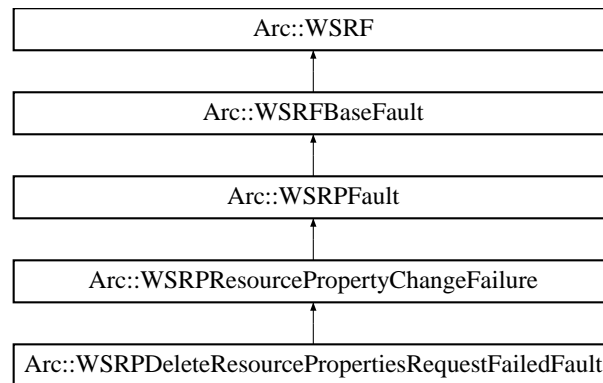 Arc::WSRF
Arc::WSRFBaseFault
Arc::WSRPFault
Arc::WSRPResourcePropertyChangeFailure
Arc::WSRPDeleteResourcePropertiesRequestFailedFault